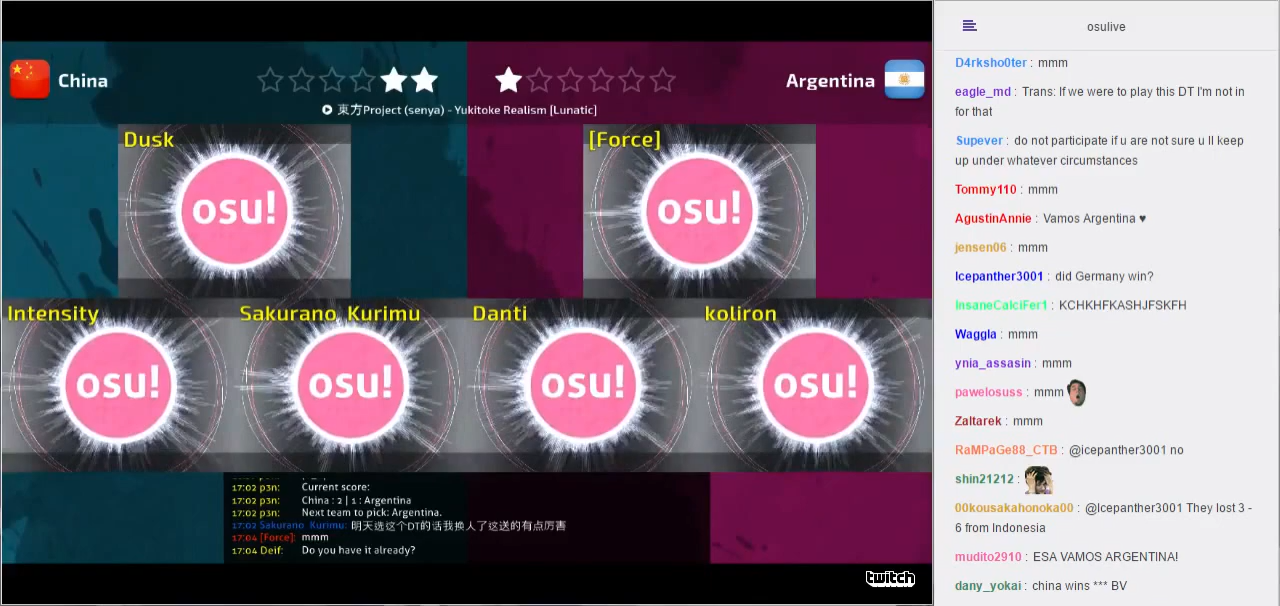 China
Argentina
東方Project (senya) - Yukitoke Realism [Lunatic]
Dusk
osu!
[Force]
osu!
Intensity
osu!
Sakurano_Kurimu
osu!
Danti
osu!
koliron
osu!
17:02 p3n: Current score:
17:02 p3n: China : 2 | 1 : Argentina
17:02 p3n: Next team to pick: Argentina.
17:02 Sakurano_Kurimu: 明天选这个DT的话我换人了这送的有点厉害
17:04 [Force]: mmm
17:04 Deif: Do you have it already?
twitch
osulive
D4rksho0ter : mmm
eagle_md : Trans: If we were to play this DT I'm not in
for that
Supever : do not participate if u are not sure u ll keep
up under whatever circumstances
Tommy110 : mmm
AgustinAnnie : Vamos Argentina ♥
jensen06 : mmm
Icepanther3001 : did Germany win?
InsaneCalciFer1 : KCHKHFKASHJFSKFH
Waggla : mmm
ynia_assasin : mmm
pawelosuss : mmm
Zaltarek : mmm
RaMPaGe88_CTB : @icepanther3001 no
shin21212 :
00kousakahonoka00 : @Icepanther3001 They lost 3 -
6 from Indonesia
mudito2910 : ESA VAMOS ARGENTINA!
dany_yokai : china wins *** BV